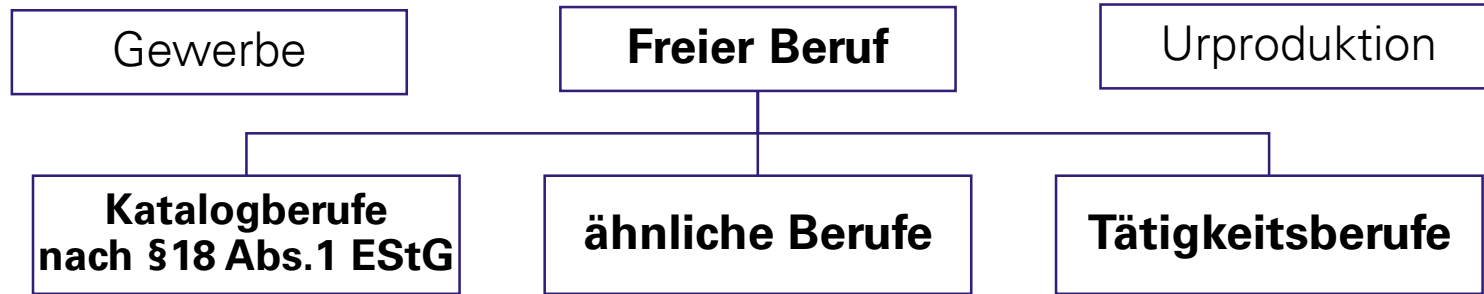 Gewerbe
Freier Beruf
Urproduktion
Katalogberufe
nach §18 Abs.1 EStG
ähnliche Berufe
Tätigkeitsberufe